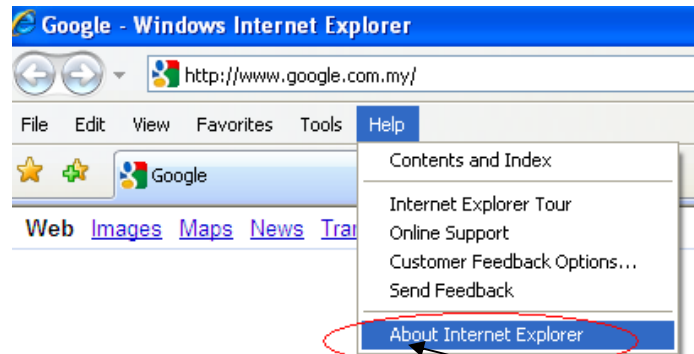 Google - Windows Internet Explorer
http://www.google.com.my/
File Edit View Favorites Tools Help
Google
Contents and Index
Internet Explorer Tour
Web Images Maps News
Online Support
Customer Feedback Options...
Send Feedback
About Internet Explorer